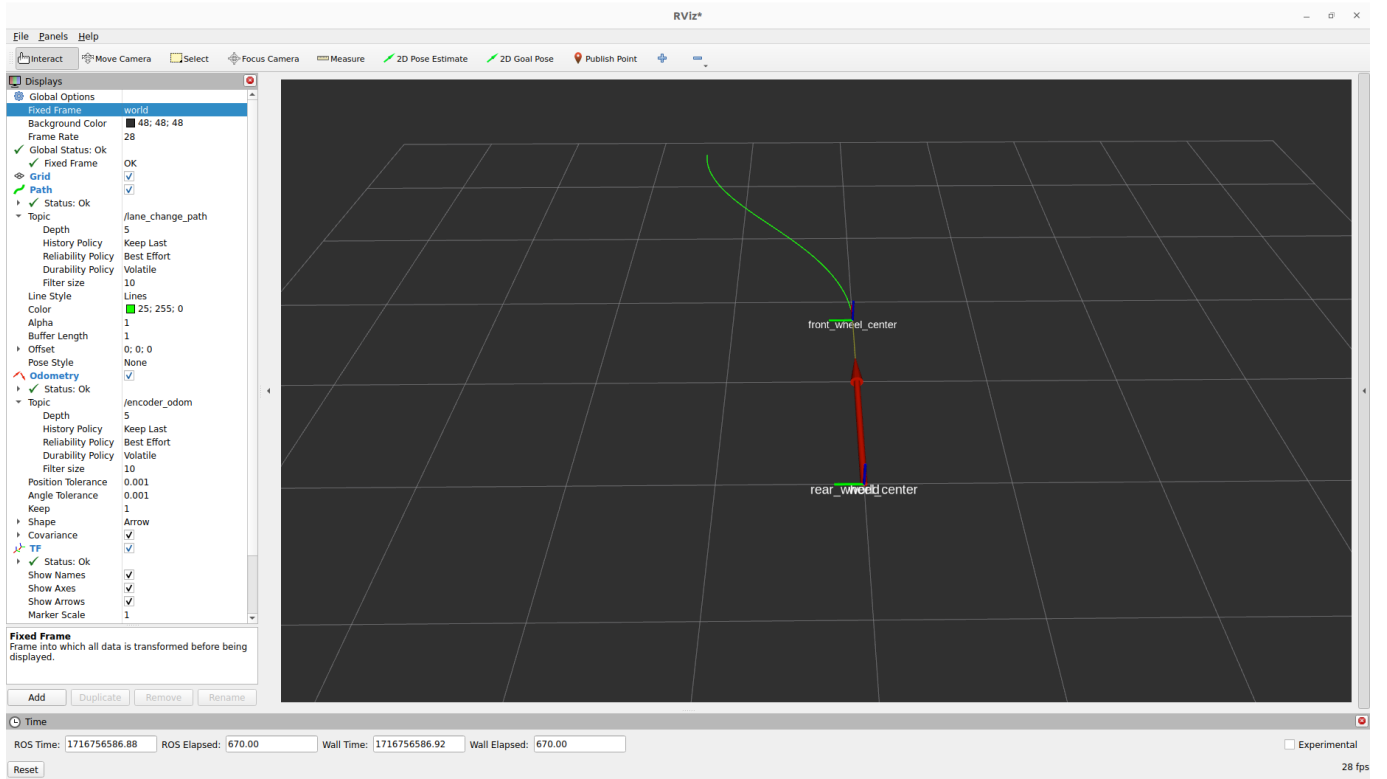 RViz*
File Panels Help
Interact Move Camera Select Focus Camera Measure 2D Pose Estimate 2D Goal Pose Publish Point
Displays
Global Options
Fixed Frame world
Background Color 48; 48; 48
Frame Rate 28
Global Status: Ok
Fixed Frame OK
Grid
Path
Status: Ok
Topic /lane_change_path
Depth 5
History Policy Keep Last
Reliability Policy Best Effort
Durability Policy Volatile
Filter size 10
Line Style Lines
Color 25; 255; 0
Alpha 1
Buffer Length 1
Offset 0; 0; 0
Pose Style None
Odometry
Status: Ok
Topic /encoder_odom
Depth 5
History Policy Keep Last
Reliability Policy Best Effort
Durability Policy Volatile
Filter size 10
Position Tolerance 0.001
Angle Tolerance 0.001
Keep 1
Shape Arrow
Covariance
TF
Status: Ok
Show Names
Show Axes
Show Arrows
Marker Scale 1
Fixed Frame
Frame into which all data is transformed before being
displayed.
Add Duplicate Remove Rename
front_wheel_center
rear_wheel_center
Time
ROS Time: 1716756586.88 ROS Elapsed: 670.00 Wall Time: 1716756586.92 Wall Elapsed: 670.00 Experimental
Reset 28 fps